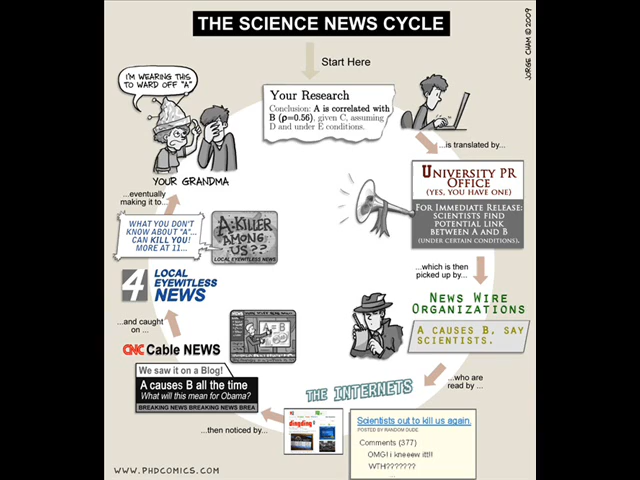 THE SCIENCE NEWS CYCLE
JORGE CHAM © 2009
Start Here
Your Research
Conclusion: A is correlated with
B (ρ=0.56), given C, assuming
D and under E conditions.
...is translated by...
UNIVERSITY PR
OFFICE
(YES, YOU HAVE ONE)
FOR IMMEDIATE RELEASE:
SCIENTISTS FIND
POTENTIAL LINK
BETWEEN A AND B
(UNDER CERTAIN CONDITIONS).
...which is then
picked up by...
NEWS WIRE
ORGANIZATIONS
A CAUSES B, SAY
SCIENTISTS.
...who are
read by ...
THE INTERNETS
Scientists out to kill us again.
POSTED BY RANDOM DUDE
Comments (377)
OMG! i kneeew it!!
WTH???????
dingding!
...then noticed by...
CNC Cable NEWS
We saw it on a Blog!
A causes B all the time
What will this mean for Obama?
BREAKING NEWS BREAKING NEWS BREA
A=B
...and caught
on ...
4 LOCAL
EYEWITLESS
NEWS
WHAT YOU DON'T
KNOW ABOUT "A"...
CAN KILL YOU!
MORE AT 11...
A: KILLER
AMONG
US??
LOCAL EYEWITLESS NEWS
...eventually
making it to...
YOUR GRANDMA
I'M WEARING THIS
TO WARD OFF "A"
WWW.PHDCOMICS.COM